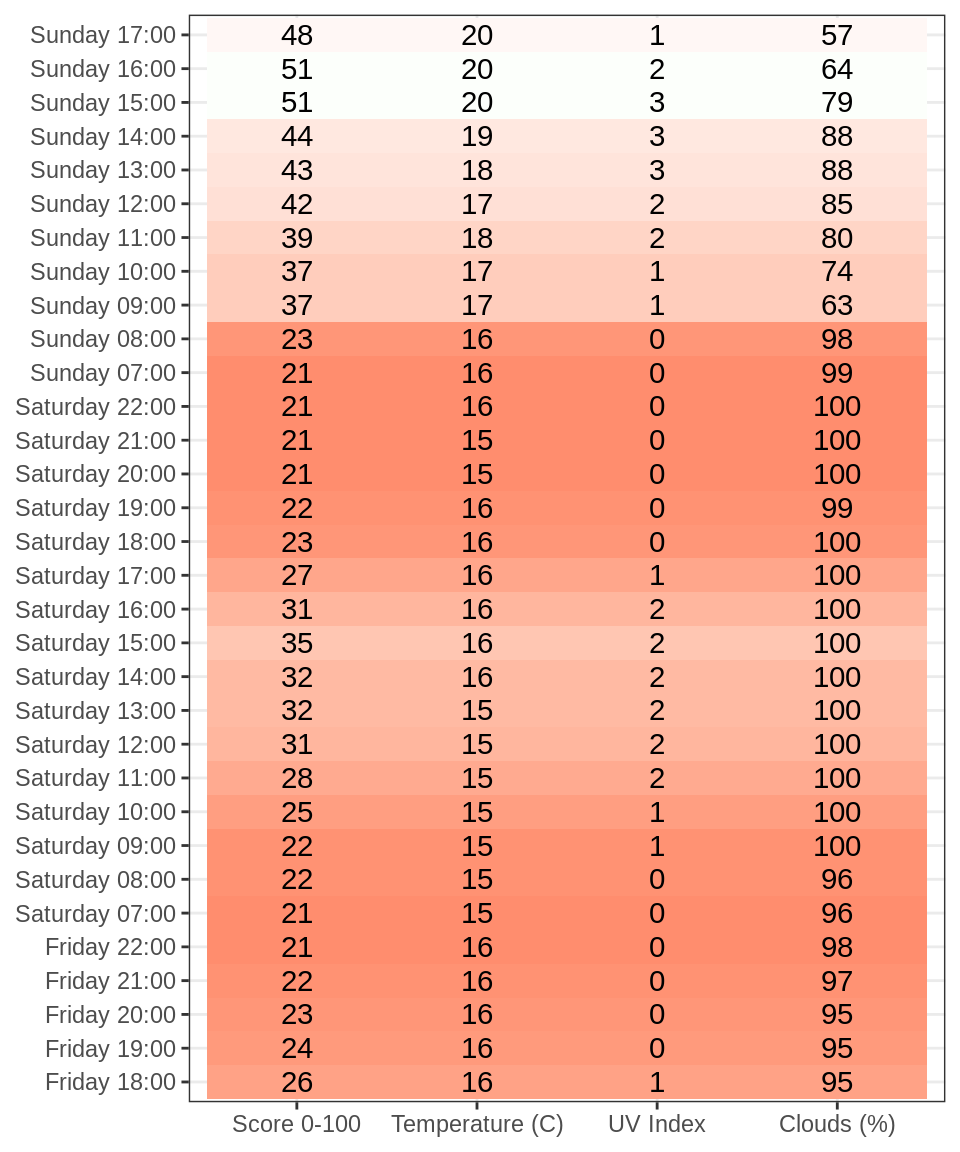 Sunday 17:00 48 20 1 57
Sunday 16:00 51 20 2 64
Sunday 15:00 51 20 3 79
Sunday 14:00 44 19 3 88
Sunday 13:00 43 18 3 88
Sunday 12:00 42 17 2 85
Sunday 11:00 39 18 2 80
Sunday 10:00 37 17 1 74
Sunday 09:00 37 17 1 63
Sunday 08:00 23 16 0 98
Sunday 07:00 21 16 0 99
Saturday 22:00 21 16 0 100
Saturday 21:00 21 15 0 100
Saturday 20:00 21 15 0 100
Saturday 19:00 22 16 0 99
Saturday 18:00 23 16 0 100
Saturday 17:00 27 16 1 100
Saturday 16:00 31 16 2 100
Saturday 15:00 35 16 2 100
Saturday 14:00 32 16 2 100
Saturday 13:00 32 15 2 100
Saturday 12:00 31 15 2 100
Saturday 11:00 28 15 2 100
Saturday 10:00 25 15 1 100
Saturday 09:00 22 15 1 100
Saturday 08:00 22 15 0 96
Saturday 07:00 21 15 0 96
Friday 22:00 21 16 0 98
Friday 21:00 22 16 0 97
Friday 20:00 23 16 0 95
Friday 19:00 24 16 0 95
Friday 18:00 26 16 1 95
Score 0-100 Temperature (C) UV Index Clouds (%)